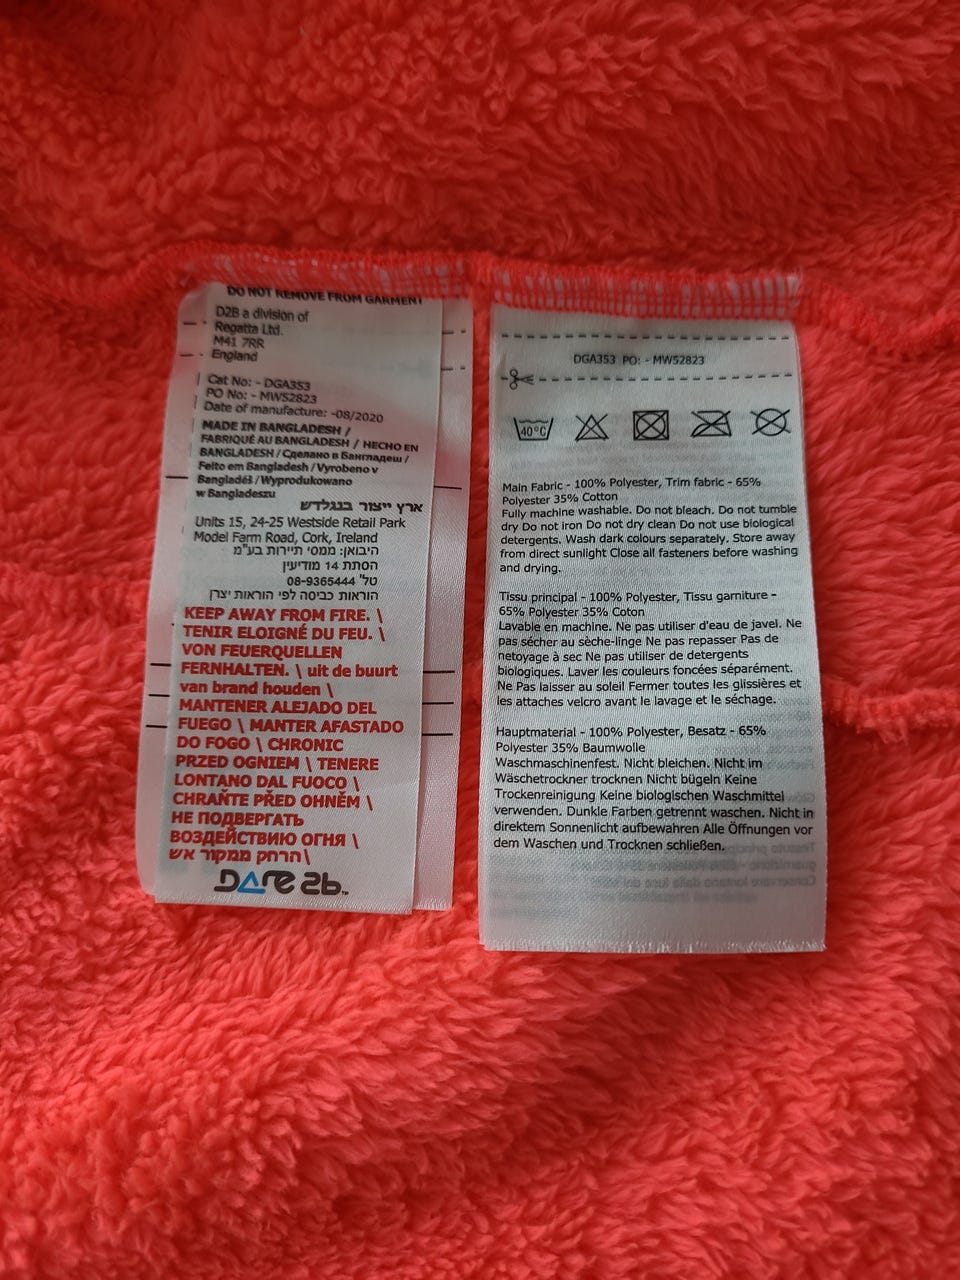 DO NOT REMOVE FROM GARMENT
D2B a division of
Regatta Ltd.
M41 7RR
England
Cat No: - DGA353
PO No: - MW52823
Date of manufacture: -08/2020
MADE IN BANGLADESH /
FABRIQUÉ AU BANGLADESH / HECHO EN
BANGLADESH / Сделано в Бангладеш /
Feito em Bangladesh / Vyrobeno v
Bangladéš / Wyprodukowano
w Bangladeszu
ארץ ייצור בנגלדש
Units 15, 24-25 Westside Retail Park
Model Farm Road, Cork, Ireland
היבואן: ממסי תיירות בע"מ
הסתת 14 מודיעין
טל' 08-9365444
הוראות כביסה לפי הוראות יצרן
KEEP AWAY FROM FIRE. \
TENIR ELOIGNÉ DU FEU. \
VON FEUERQUELLEN
FERNHALTEN. \ uit de buurt
van brand houden \
MANTENER ALEJADO DEL
FUEGO \ MANTER AFASTADO
DO FOGO \ CHRONIC
PRZED OGNIEM \ TENERE
LONTANO DAL FUOCO \
CHRAŇTE PŘED OHNĚM \
НЕ ПОДВЕРГАТЬ
ВОЗДЕЙСТВИЮ ОГНЯ \
הרחק ממקור אש\
DARE 2b™
DGA353 PO: - MW52823
40°C
Main Fabric - 100% Polyester, Trim fabric - 65%
Polyester 35% Cotton
Fully machine washable. Do not bleach. Do not tumble
dry Do not iron Do not dry clean Do not use biological
detergents. Wash dark colours separately. Store away
from direct sunlight Close all fasteners before washing
and drying.
Tissu principal - 100% Polyester, Tissu garniture -
65% Polyester 35% Coton
Lavable en machine. Ne pas utiliser d'eau de javel. Ne
pas sécher au sèche-linge Ne pas repasser Pas de
netoyage à sec Ne pas utiliser de detergents
biologiques. Laver les couleurs foncées séparément.
Ne Pas laisser au soleil Fermer toutes les glissières et
les attaches velcro avant le lavage et le séchage.
Hauptmaterial - 100% Polyester, Besatz - 65%
Polyester 35% Baumwolle
Waschmaschinenfest. Nicht bleichen. Nicht im
Wäschetrockner trocknen Nicht bügeln Keine
Trockenreinigung Keine biologischen Waschmittel
verwenden. Dunkle Farben getrennt waschen. Nicht in
direktem Sonnenlicht aufbewahren Alle Öffnungen vor
dem Waschen und Trocknen schließen.